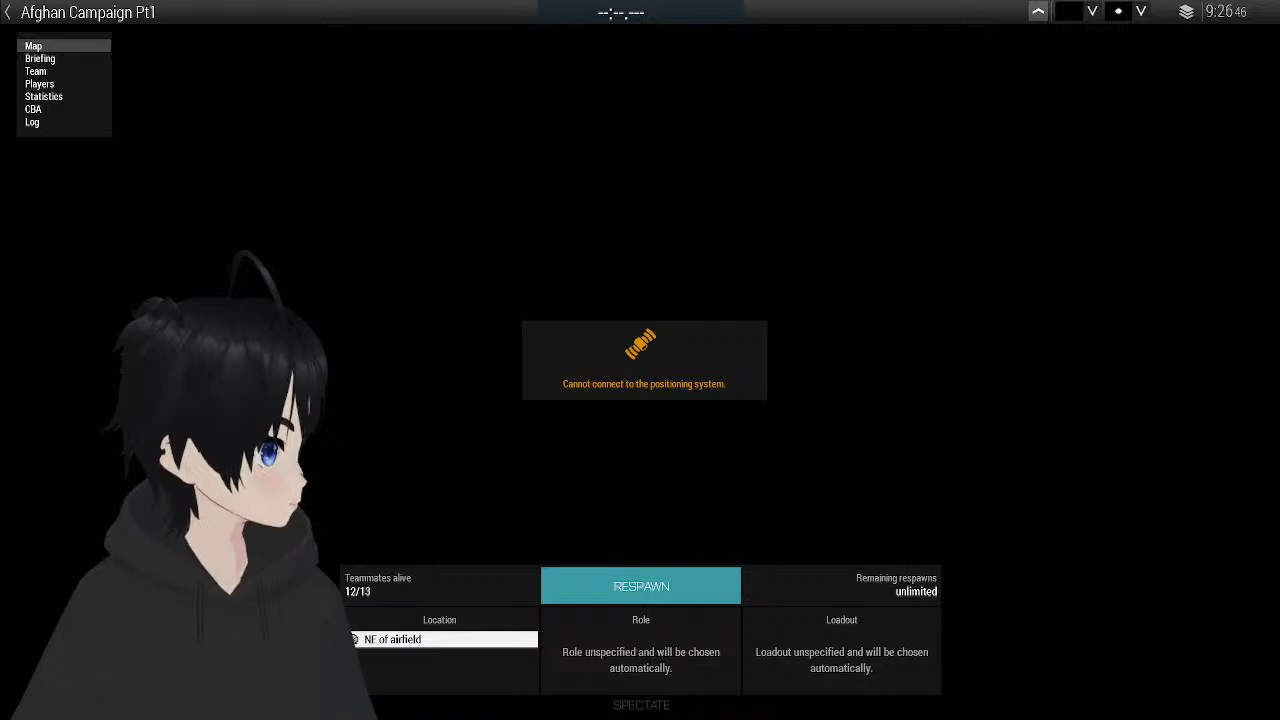 Afghan Campaign Pt1
--:--.---
9:26 46
Map
Briefing
Team
Players
Statistics
CBA
Log
Cannot connect to the positioning system.
Teammates alive
12/13
RESPAWN
Remaining respawns
unlimited
Location
NE of airfield
Role
Role unspecified and will be chosen
automatically.
Loadout
Loadout unspecified and will be chosen
automatically.
SPECTATE